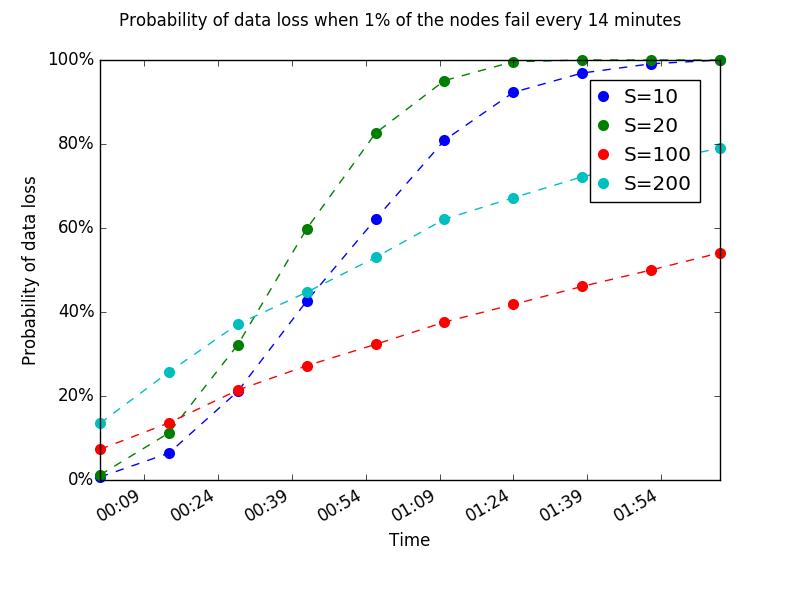 Probability of data loss when 1% of the nodes fail every 14 minutes
100%
80%
60%
40%
20%
0%
Probability of data loss
S=10
S=20
S=100
S=200
00:09
00:24
00:39
00:54
01:09
01:24
01:39
01:54
Time